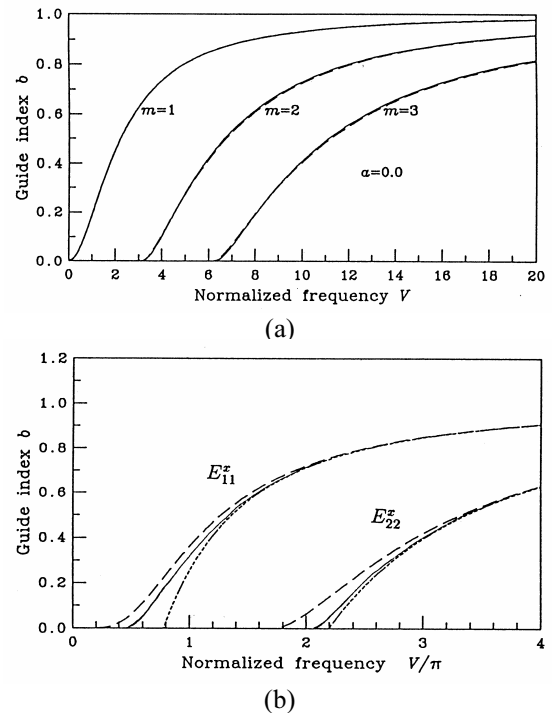 1.0
0.8
0.6
0.4
0.2
0.0
Guide index b
m=1
m=2
m=3
a=0.0
0 2 4 6 8 10 12 14 16 18 20
Normalized frequency V
(a)
1.2
1.0
0.8
0.6
0.4
0.2
0.0
Guide index b
E₁₁ˣ
E₂₂ˣ
0 1 2 3 4
Normalized frequency V/π
(b)